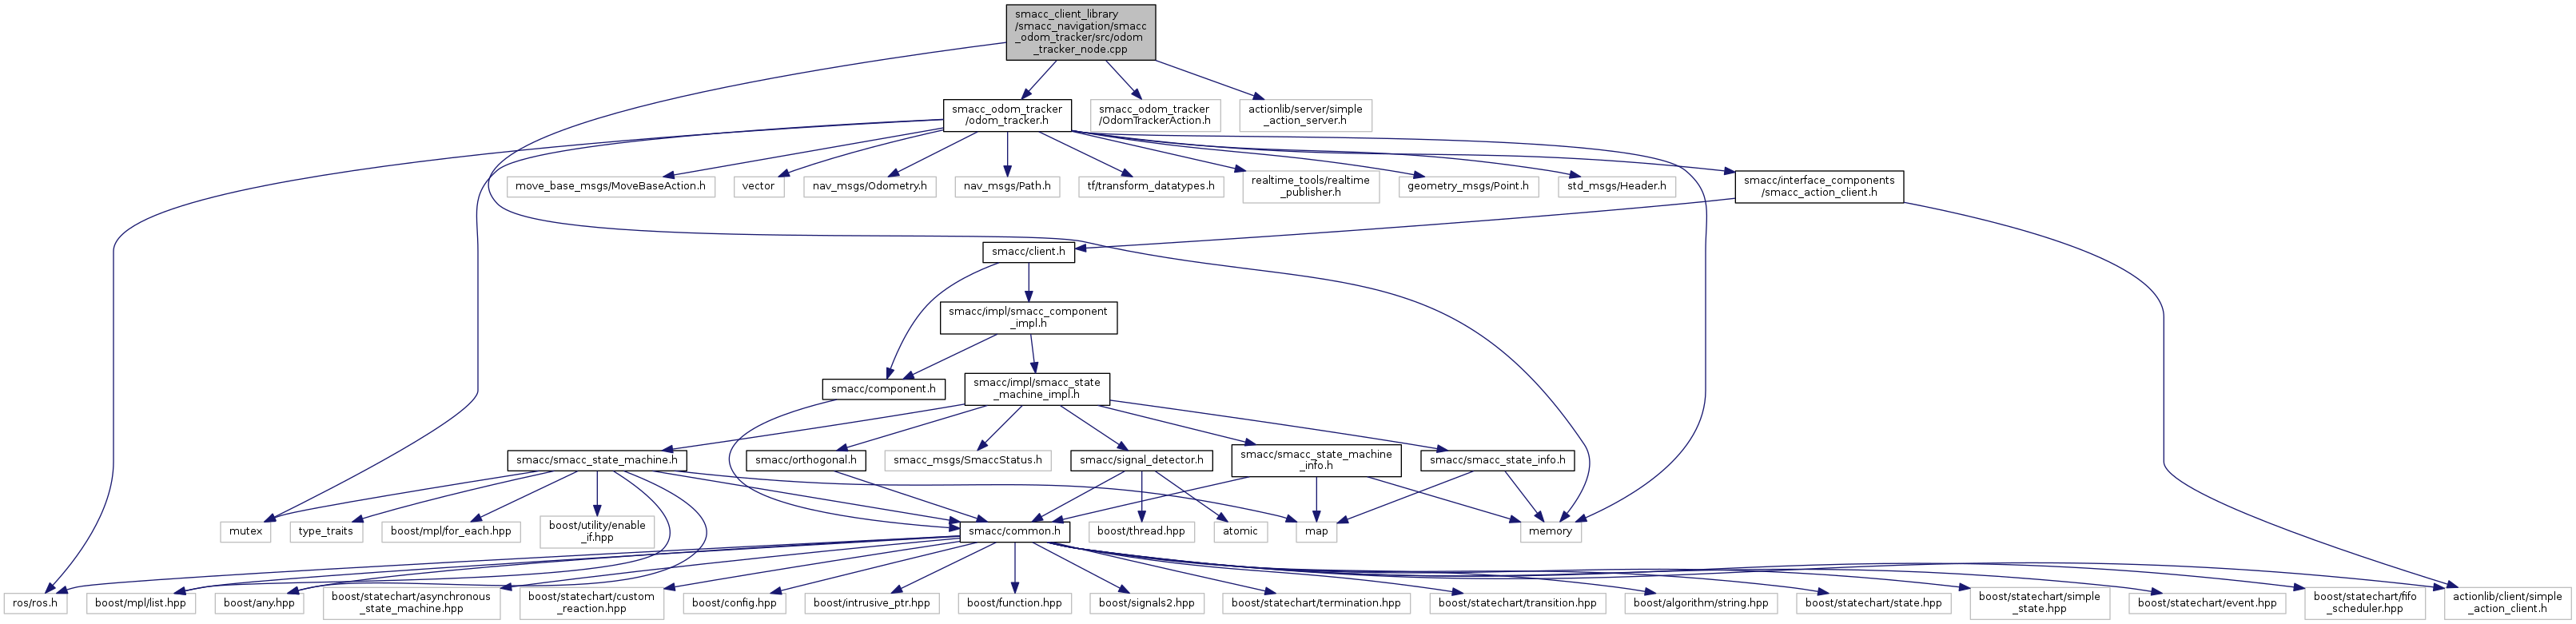 smacc_client_library
/smacc_navigation/smacc
_odom_tracker/src/odom
_tracker_node.cpp
smacc_odom_tracker
/odom_tracker.h
smacc_odom_tracker
/OdomTrackerAction.h
actionlib/server/simple
_action_server.h
move_base_msgs/MoveBaseAction.h
vector
nav_msgs/Odometry.h
nav_msgs/Path.h
tf/transform_datatypes.h
realtime_tools/realtime
_publisher.h
geometry_msgs/Point.h
std_msgs/Header.h
smacc/interface_components
/smacc_action_client.h
smacc/client.h
smacc/impl/smacc_component
_impl.h
smacc/component.h
smacc/impl/smacc_state
_machine_impl.h
smacc/smacc_state_machine.h
smacc/orthogonal.h
smacc_msgs/SmaccStatus.h
smacc/signal_detector.h
smacc/smacc_state_machine
_info.h
smacc/smacc_state_info.h
mutex
type_traits
boost/mpl/for_each.hpp
boost/utility/enable
_if.hpp
smacc/common.h
boost/thread.hpp
atomic
map
memory
ros/ros.h
boost/mpl/list.hpp
boost/any.hpp
boost/statechart/asynchronous
_state_machine.hpp
boost/statechart/custom
_reaction.hpp
boost/config.hpp
boost/intrusive_ptr.hpp
boost/function.hpp
boost/signals2.hpp
boost/statechart/termination.hpp
boost/statechart/transition.hpp
boost/algorithm/string.hpp
boost/statechart/state.hpp
boost/statechart/simple
_state.hpp
boost/statechart/event.hpp
boost/statechart/fifo
_scheduler.hpp
actionlib/client/simple
_action_client.h